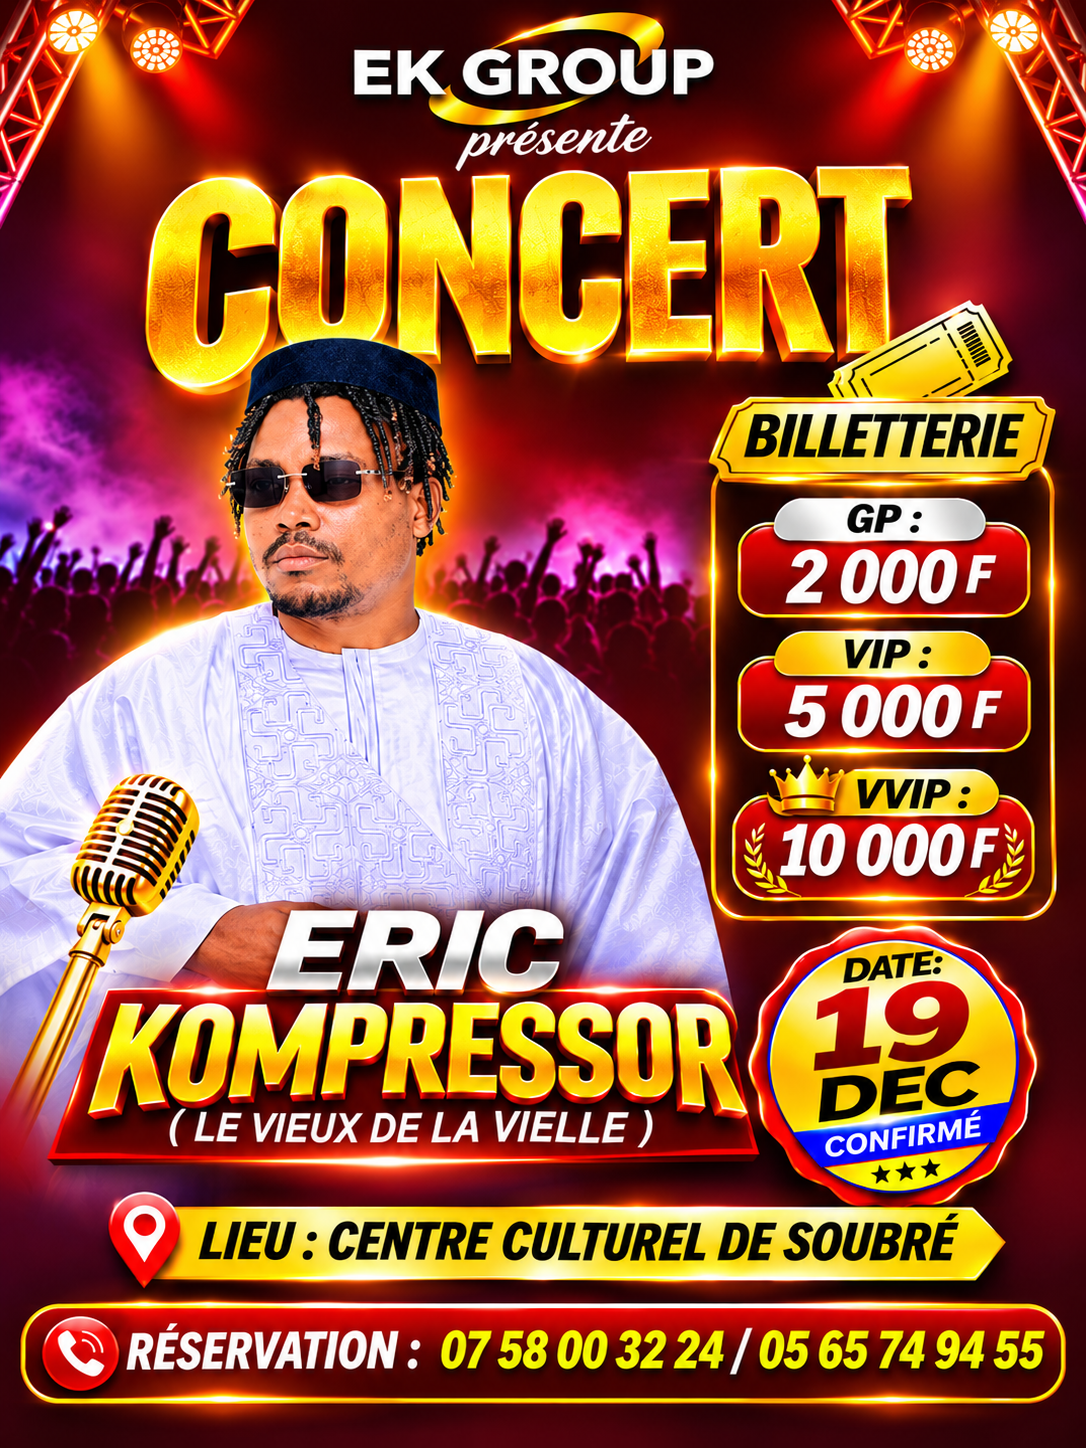 EK GROUP
présente
CONCERT
BILLETTERIE
GP :
2 000 F
VIP :
5 000 F
VVIP :
10 000 F
ERIC
KOMPRESSOR
( LE VIEUX DE LA VIELLE )
DATE:
19
DEC
CONFIRMÉ
LIEU : CENTRE CULTUREL DE SOUBRÉ
RÉSERVATION : 07 58 00 32 24 / 05 65 74 94 55